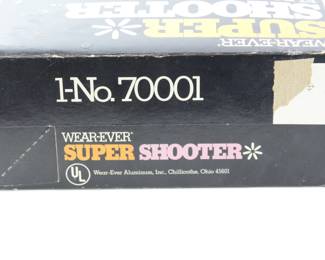 WEAR-EVER®
SUPER
SHOOTER
1-No. 70001
WEAR-EVER®
SUPER SHOOTER
UL
Wear-Ever Aluminum, Inc., Chillicothe, Ohio 45601